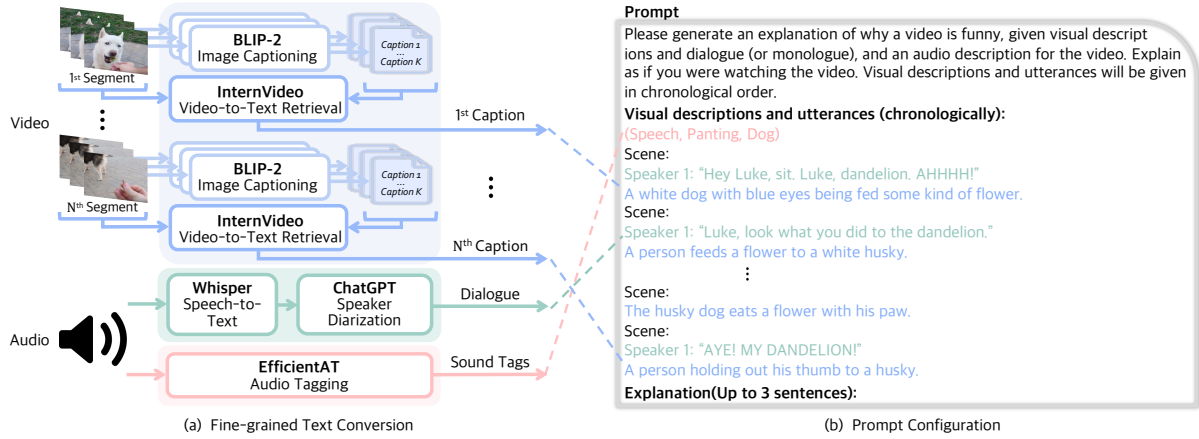 BLIP-2
Image Captioning
Caption 1
...
Caption K
1st Segment
InternVideo
Video-to-Text Retrieval
1st Caption
Video
BLIP-2
Image Captioning
Caption 1
...
Caption K
Nth Segment
InternVideo
Video-to-Text Retrieval
Nth Caption
Whisper
Speech-to-
Text
ChatGPT
Speaker
Diarization
Dialogue
Audio
EfficientAT
Audio Tagging
Sound Tags
(a) Fine-grained Text Conversion
Prompt
Please generate an explanation of why a video is funny, given visual descript
ions and dialogue (or monologue), and an audio description for the video. Explain
as if you were watching the video. Visual descriptions and utterances will be given
in chronological order.
Visual descriptions and utterances (chronologically):
(Speech, Panting, Dog)
Scene:
Speaker 1: “Hey Luke, sit. Luke, dandelion. AHHHH!”
A white dog with blue eyes being fed some kind of flower.
Scene:
Speaker 1: “Luke, look what you did to the dandelion.”
A person feeds a flower to a white husky.
Scene:
The husky dog eats a flower with his paw.
Scene:
Speaker 1: “AYE! MY DANDELION!”
A person holding out his thumb to a husky.
Explanation(Up to 3 sentences):
(b) Prompt Configuration